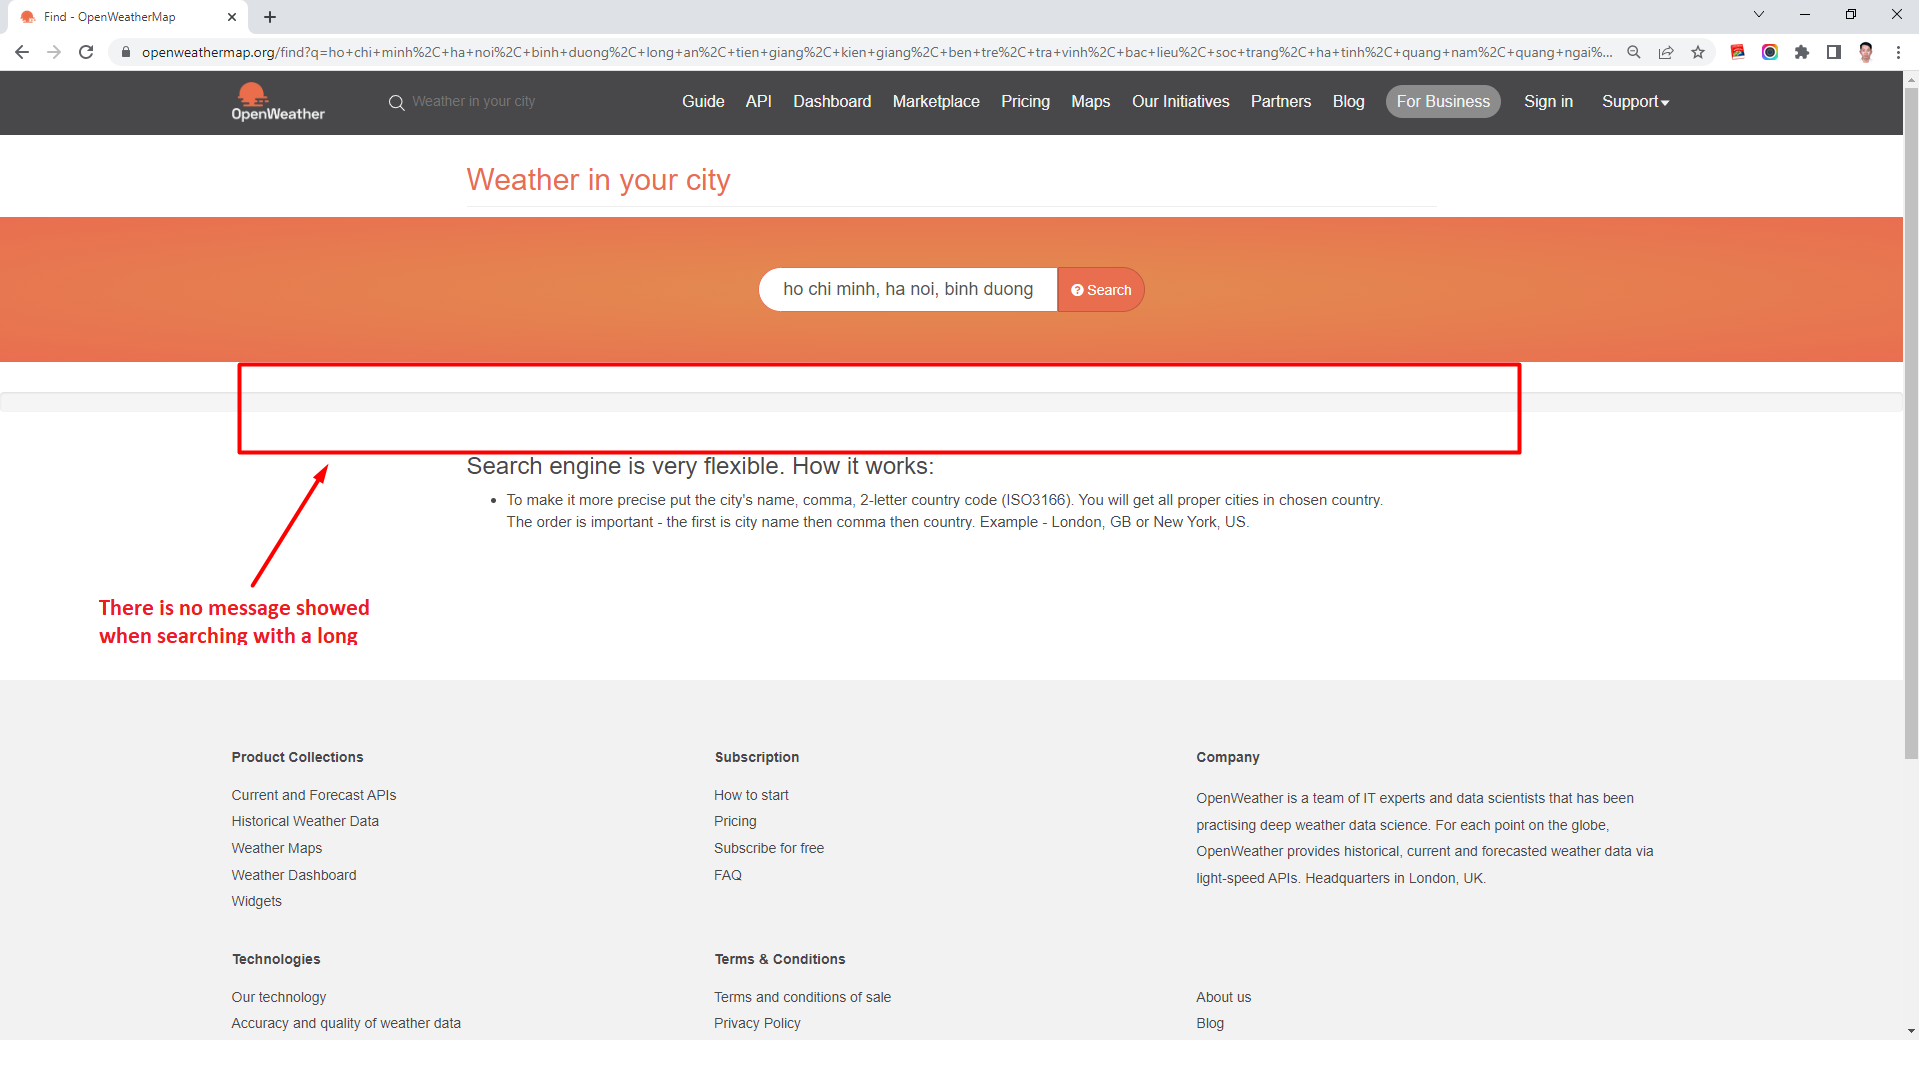 Find - OpenWeatherMap
openweathermap.org/find?q=ho+chi+minh%2C+ha+noi%2C+binh+duong%2C+long+an%2C+tien+giang%2C+kien+giang%2C+ben+tre%2C+tra+vinh%2C+bac+lieu%2C+soc+trang%2C+ha+tinh%2C+quang+nam%2C+quang+ngai%...
OpenWeather
Weather in your city
Guide API Dashboard Marketplace Pricing Maps Our Initiatives Partners Blog For Business Sign in Support
Weather in your city
ho chi minh, ha noi, binh duong
Search
Search engine is very flexible. How it works:
• To make it more precise put the city's name, comma, 2-letter country code (ISO3166). You will get all proper cities in chosen country.
The order is important - the first is city name then comma then country. Example - London, GB or New York, US.
There is no message showed
when searching with a long
Product Collections
Current and Forecast APIs
Historical Weather Data
Weather Maps
Weather Dashboard
Widgets
Subscription
How to start
Pricing
Subscribe for free
FAQ
Company
OpenWeather is a team of IT experts and data scientists that has been
practising deep weather data science. For each point on the globe,
OpenWeather provides historical, current and forecasted weather data via
light-speed APIs. Headquarters in London, UK.
Technologies
Our technology
Accuracy and quality of weather data
Terms & Conditions
Terms and conditions of sale
Privacy Policy
About us
Blog